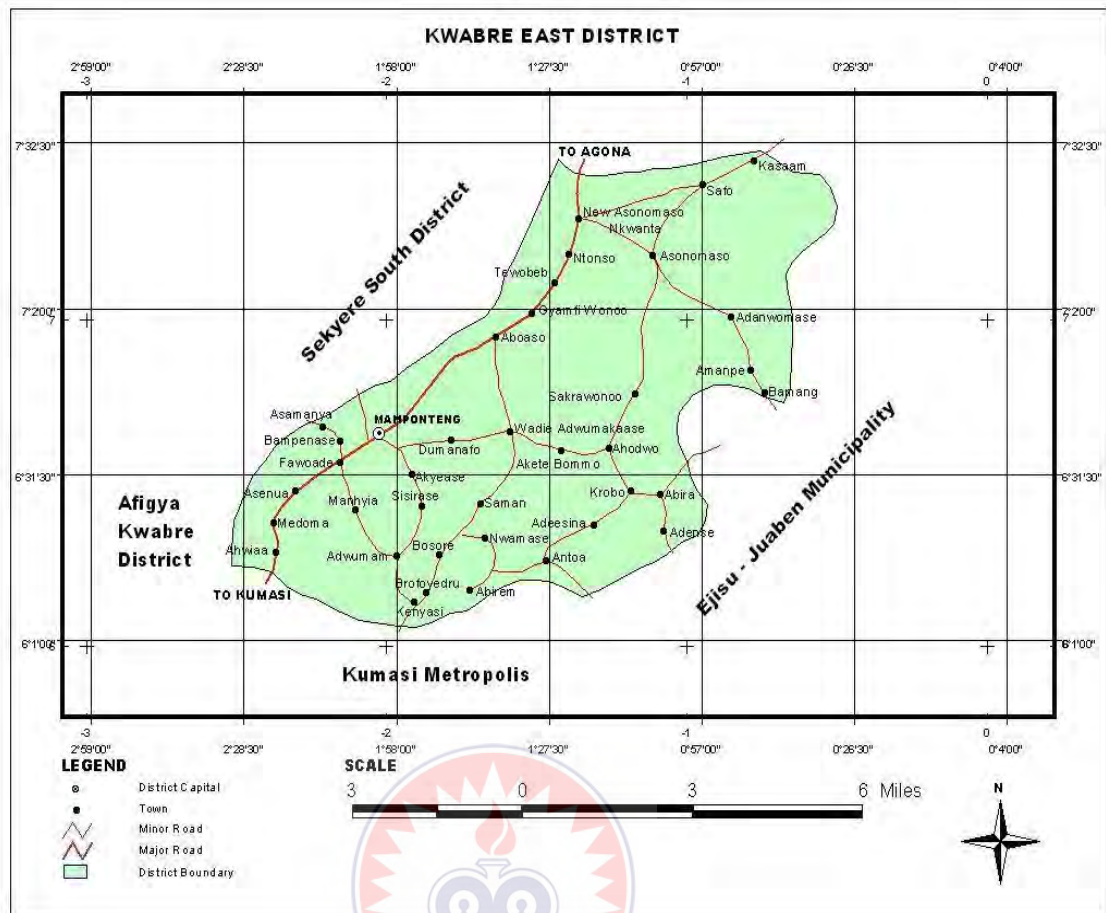 KWABRE EAST DISTRICT
2°59'00" 2°28'30" 1°58'00" 1°27'30" 0°57'00" 0°26'30" 0°4'00"
-3 -2 -1 0
7°32'30" 7°32'30"
TO AGONA
Kasaam
Safo
New Asonomaso
Nkwanta
Sekyere South District
Ntonso
Asonomaso
Tewobeb
7°2'00" 7°2'00"
7
Gyamfi Wonoo
Adanwomase
Aboaso
Amanpe
Sakrawonoo
Bamang
Asamanya
MAMPONTENG
Bampenase
Wadie Adwumakaase
Dumanafo
Ahodwo
Fawoade
Akete Bommo
6°31'30" 6°31'30"
Akyease
Asenua
Sisirase
Krobo
Abira
Manhyia
Saman
Afigya
Kwabre
District
Medoma
Adeesina
Adense
Ejisu - Juaben Municipality
Nwamase
Ahwaa
Adwumam
Bosore
Antoa
Brofoyedru
Abirem
TO KUMASI
Kenyasi
6°1'00" 6°1'00"
6
Kumasi Metropolis
-3 -2 -1 0
2°59'00" 2°28'30" 1°58'00" 1°27'30" 0°57'00" 0°26'30" 0°4'00"
LEGEND
District Capital
Town
Minor Road
Major Road
District Boundary
SCALE
3 0 3 6 Miles
N